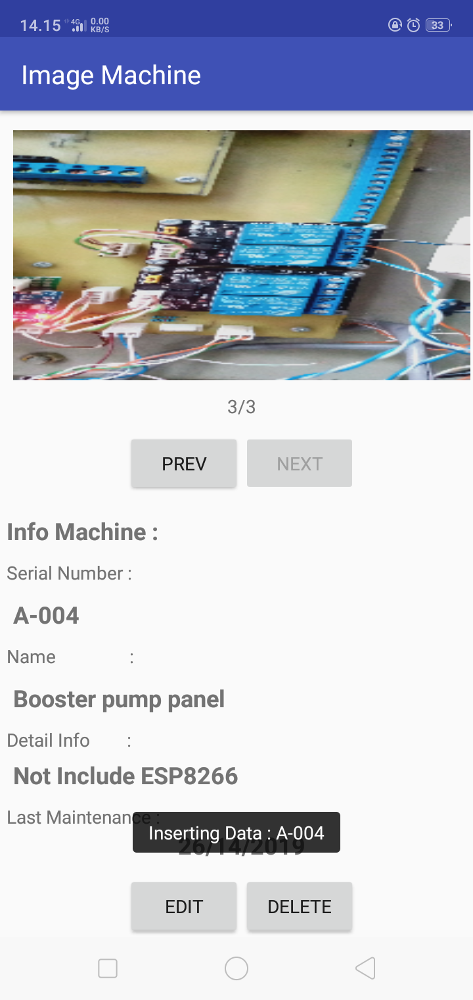 14.15 4G 0.00
KB/S
33
Image Machine
3/3
PREV NEXT
Info Machine :
Serial Number :
A-004
Name :
Booster pump panel
Detail Info :
Not Include ESP8266
Last Maintenance :
Inserting Data : A-004
26/14/2019
EDIT DELETE